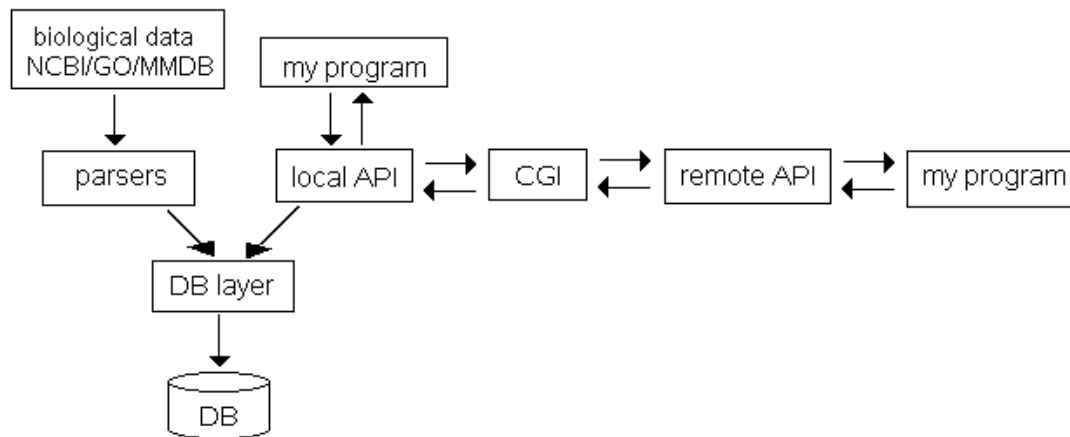 biological data
NCBI/GO/MMDB
my program
parsers
local API
CGI
remote API
my program
DB layer
DB